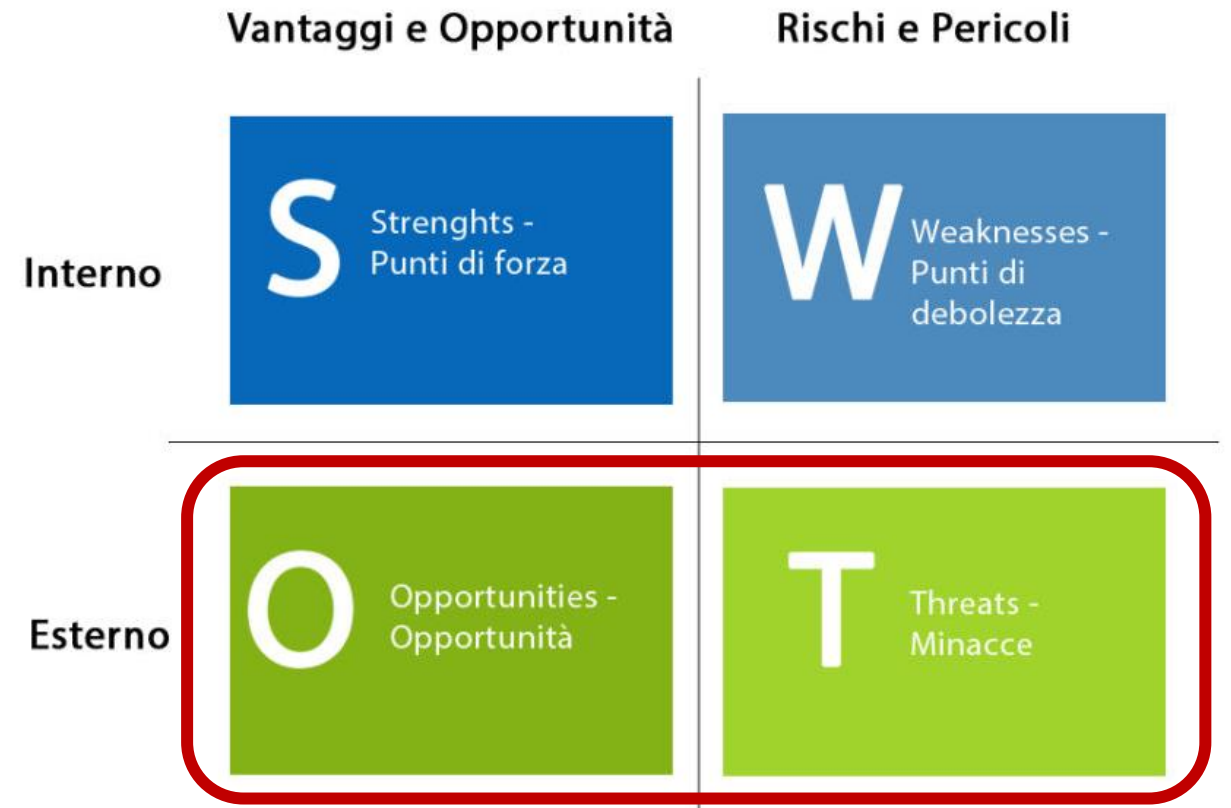 Vantaggi e Opportunità
Rischi e Pericoli
Interno
S
Strenghts -
Punti di forza
W
Weaknesses -
Punti di
debolezza
Esterno
O
Opportunities -
Opportunità
T
Threats -
Minacce